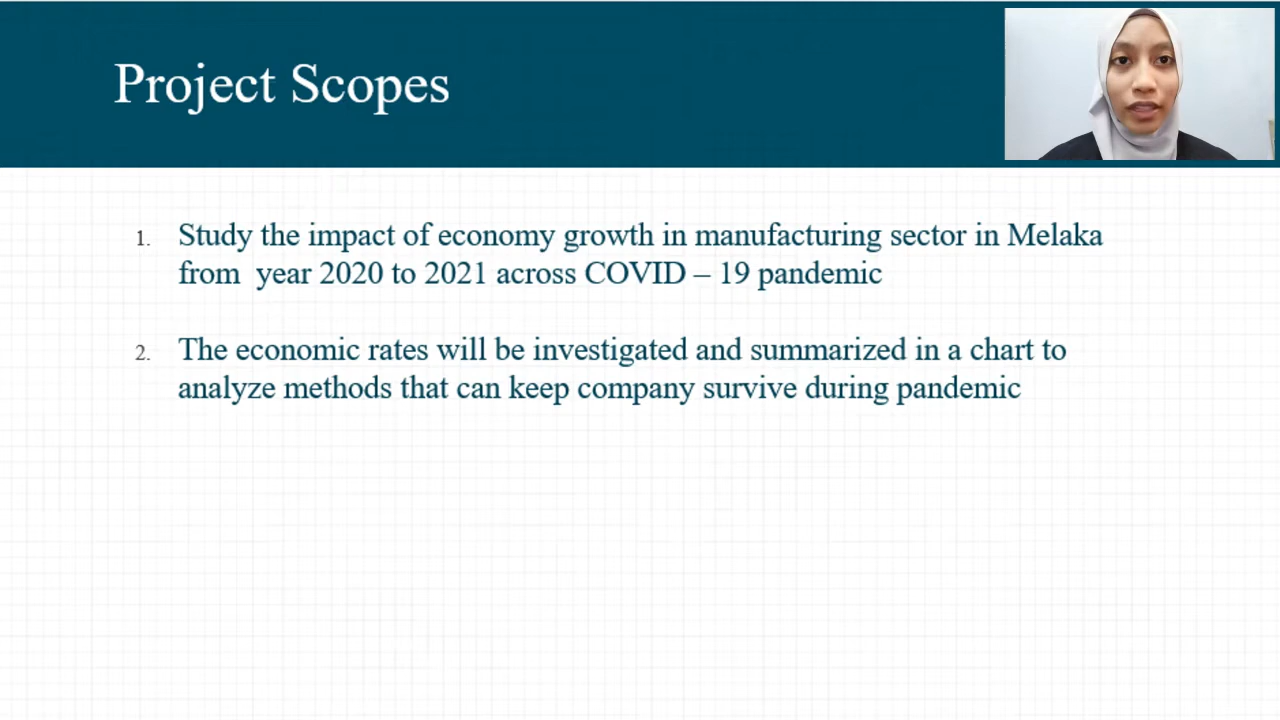 Project Scopes
1. Study the impact of economy growth in manufacturing sector in Melaka
from  year 2020 to 2021 across COVID – 19 pandemic
2. The economic rates will be investigated and summarized in a chart to
analyze methods that can keep company survive during pandemic